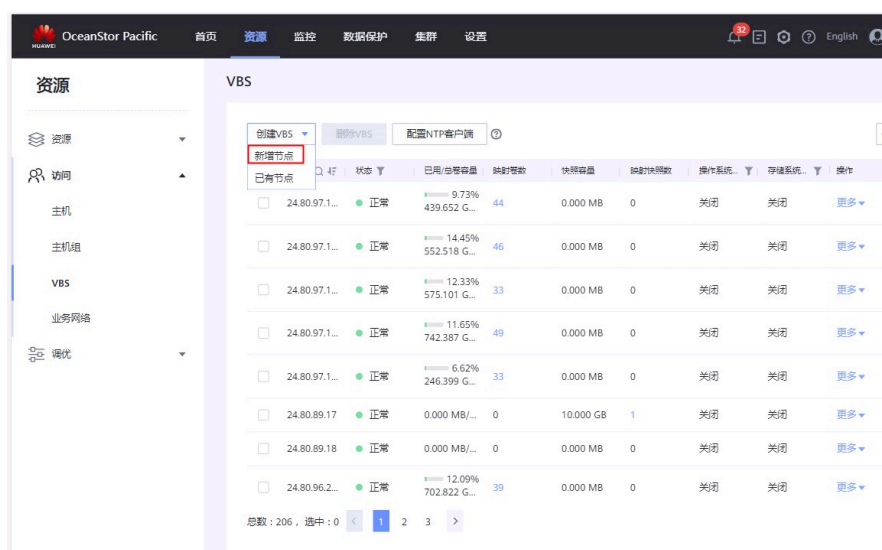 HUAWEI OceanStor Pacific 首页 资源 监控 数据保护 集群 设置 32 English
资源
VBS
资源
访问
主机
主机组
VBS
业务网络
调优
创建VBS 删除VBS 配置NTP客户端
新增节点
已有节点
状态 已用/总卷容量 映射卷数 快照容量 映射快照数 操作系统... 存储系统... 操作
24.80.97.1... 正常 9.73% 439.652 G... 44 0.000 MB 0 关闭 关闭 更多
24.80.97.1... 正常 14.45% 552.518 G... 46 0.000 MB 0 关闭 关闭 更多
24.80.97.1... 正常 12.33% 575.101 G... 33 0.000 MB 0 关闭 关闭 更多
24.80.97.1... 正常 11.65% 742.387 G... 49 0.000 MB 0 关闭 关闭 更多
24.80.97.1... 正常 6.62% 246.399 G... 33 0.000 MB 0 关闭 关闭 更多
24.80.89.17 正常 0.000 MB/... 0 10.000 GB 1 关闭 关闭 更多
24.80.89.18 正常 0.000 MB/... 0 0.000 MB 0 关闭 关闭 更多
24.80.96.2... 正常 12.09% 702.822 G... 39 0.000 MB 0 关闭 关闭 更多
总数：206，选中：0 < 1 2 3 >